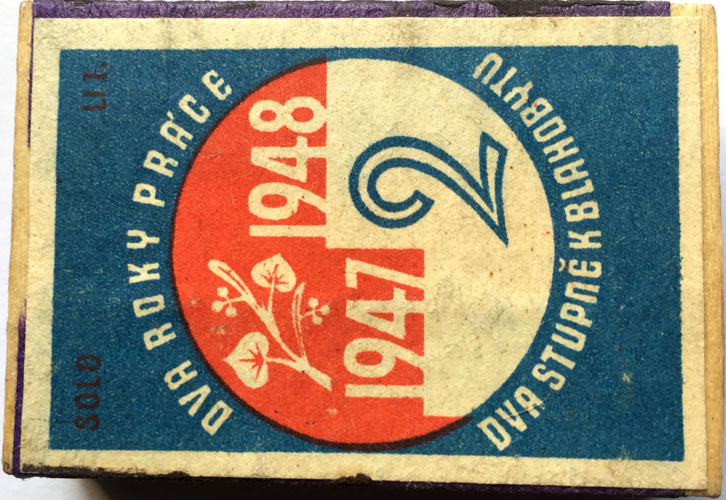 SOLO LIT.
DVA ROKY PRÁCE
1947 1948
2
DVA STUPNĚ K BLAHOBYTU